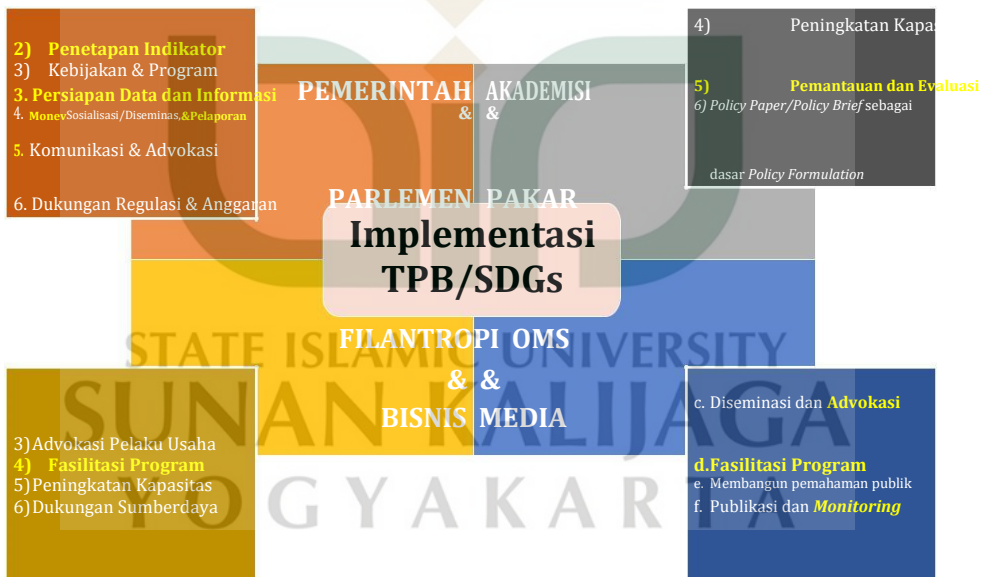 2) Penetapan Indikator
3) Kebijakan & Program
3. Persiapan Data dan Informasi
4. MonevSosialisasi/Diseminas,&Pelaporan
5. Komunikasi & Advokasi
6. Dukungan Regulasi & Anggaran
PEMERINTAH AKADEMISI
& &
PARLEMEN PAKAR
4) Peningkatan Kapas
5) Pemantauan dan Evaluasi
6) Policy Paper/Policy Brief sebagai
dasar Policy Formulation
Implementasi
TPB/SDGs
FILANTROPI OMS
& &
BISNIS MEDIA
3)Advokasi Pelaku Usaha
4) Fasilitasi Program
5)Peningkatan Kapasitas
6)Dukungan Sumberdaya
c. Diseminasi dan Advokasi
d.Fasilitasi Program
e. Membangun pemahaman publik
f. Publikasi dan Monitoring
STATE ISLAMIC UNIVERSITY
SUNAN KALIJAGA
YOGYAKARTA